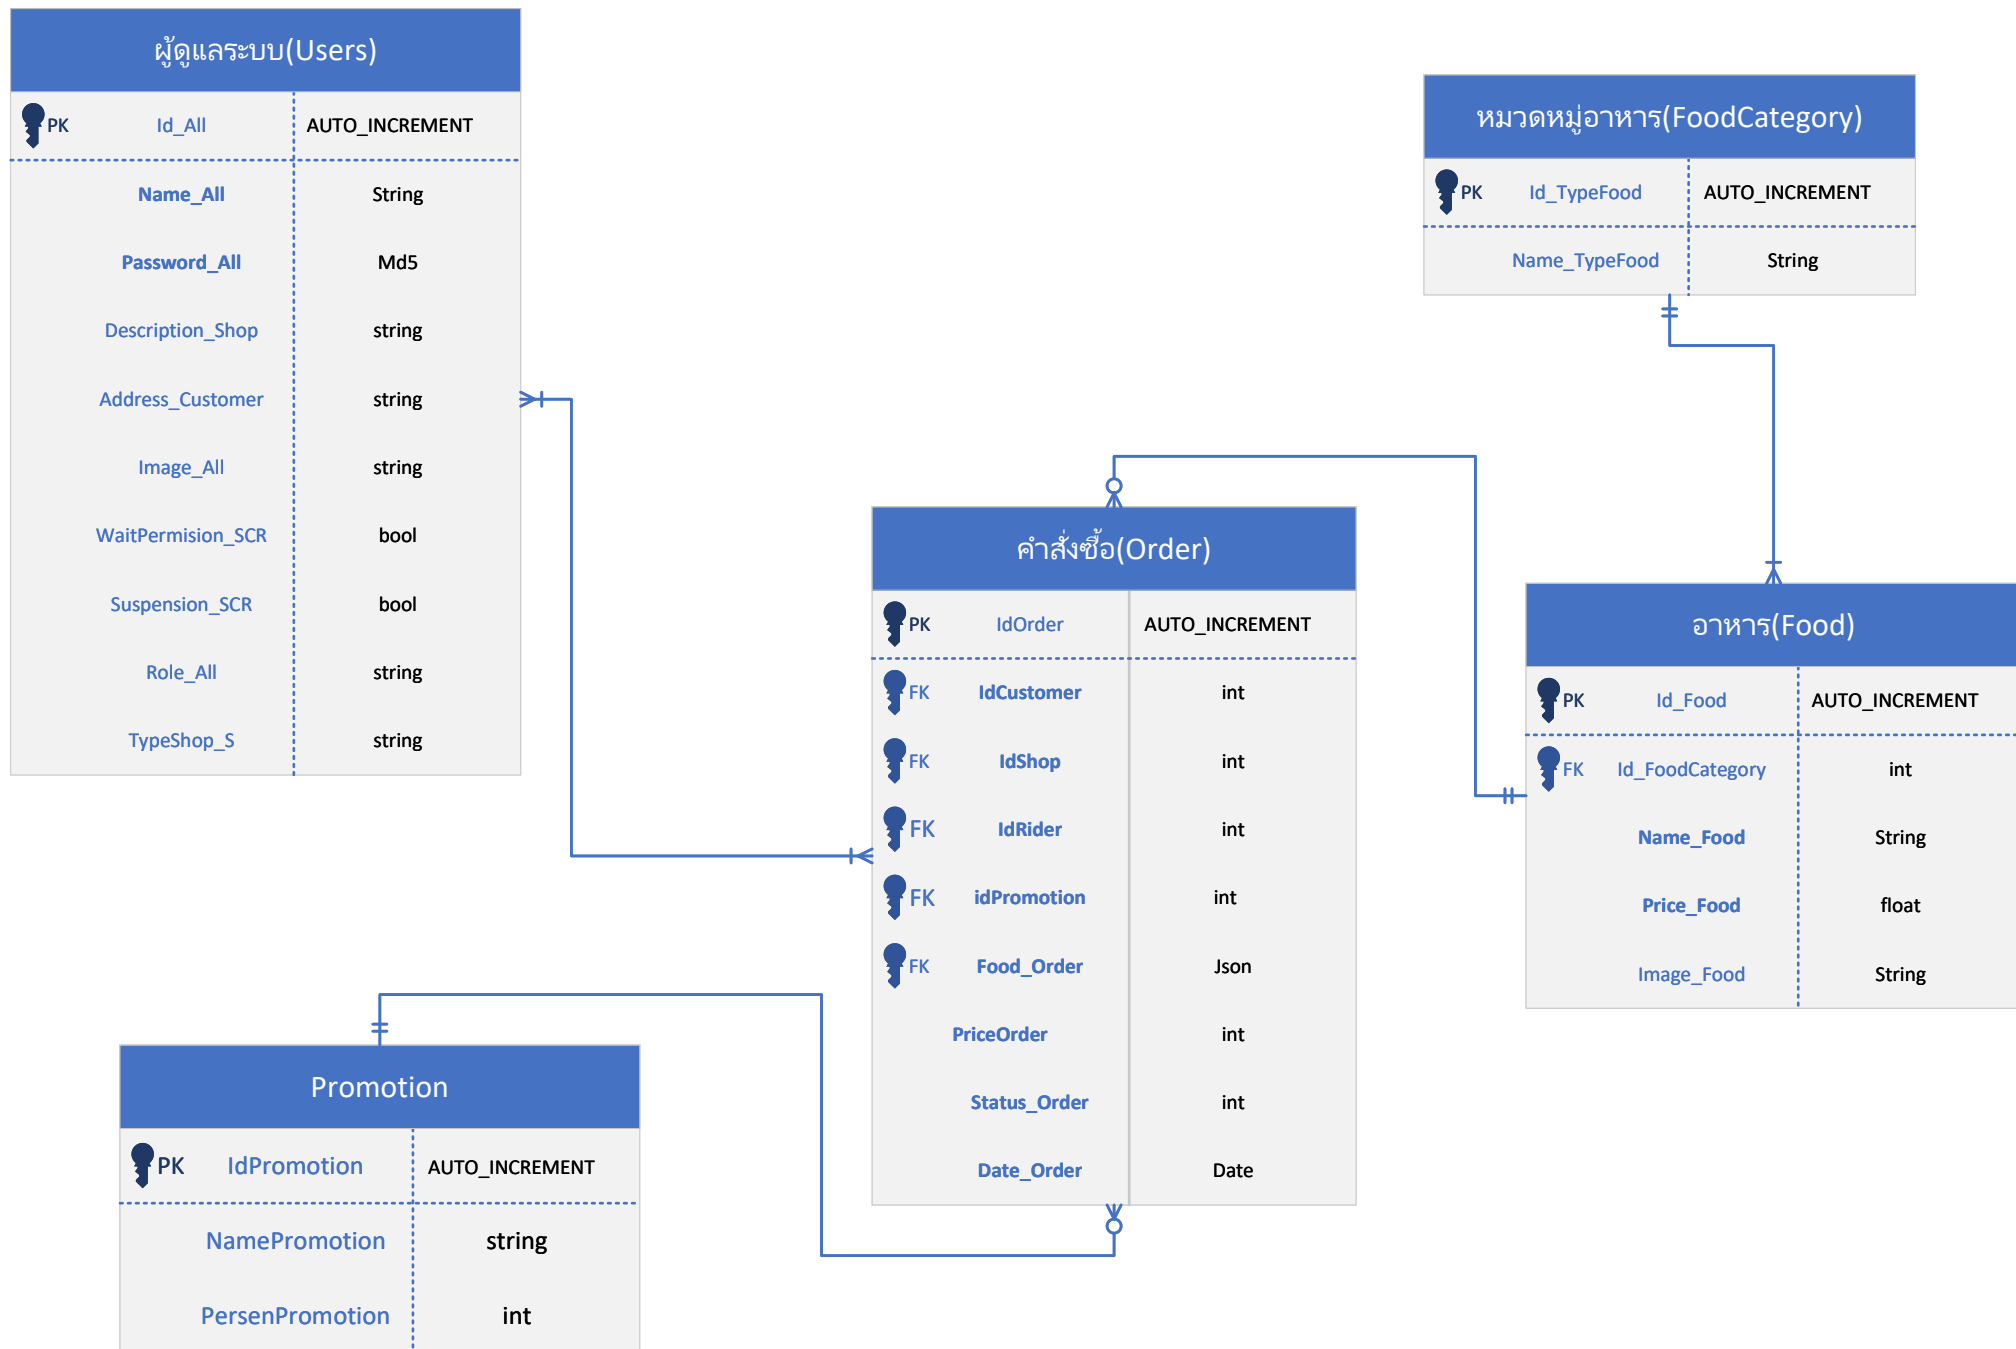 ผู้ดูแลระบบ(Users)
PK Id_All AUTO_INCREMENT
Name_All String
Password_All Md5
Description_Shop string
Address_Customer string
Image_All string
WaitPermision_SCR bool
Suspension_SCR bool
Role_All string
TypeShop_S string
หมวดหมู่อาหาร(FoodCategory)
PK Id_TypeFood AUTO_INCREMENT
Name_TypeFood String
คำสั่งซื้อ(Order)
PK IdOrder AUTO_INCREMENT
FK IdCustomer int
FK IdShop int
FK IdRider int
FK idPromotion int
FK Food_Order Json
PriceOrder int
Status_Order int
Date_Order Date
อาหาร(Food)
PK Id_Food AUTO_INCREMENT
FK Id_FoodCategory int
Name_Food String
Price_Food float
Image_Food String
Promotion
PK IdPromotion AUTO_INCREMENT
NamePromotion string
PersenPromotion int